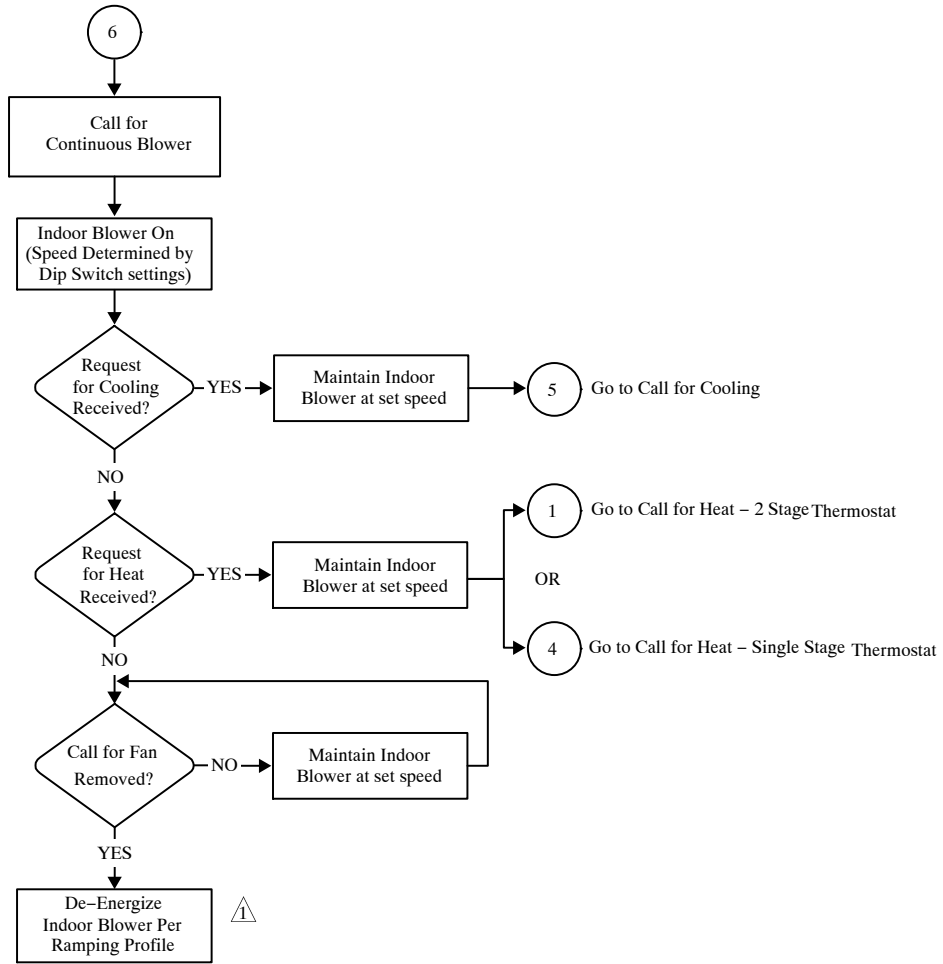 6
Call for
Continuous Blower
Indoor Blower On
(Speed Determined by
Dip Switch settings)
Request
for Cooling
Received?
YES
Maintain Indoor
Blower at set speed
5
Go to Call for Cooling
NO
Request
for Heat
Received?
YES
Maintain Indoor
Blower at set speed
1
Go to Call for Heat − 2 Stage Thermostat
OR
4
Go to Call for Heat − Single Stage Thermostat
NO
Call for Fan
Removed?
NO
Maintain Indoor
Blower at set speed
YES
De−Energize
Indoor Blower Per
Ramping Profile
1